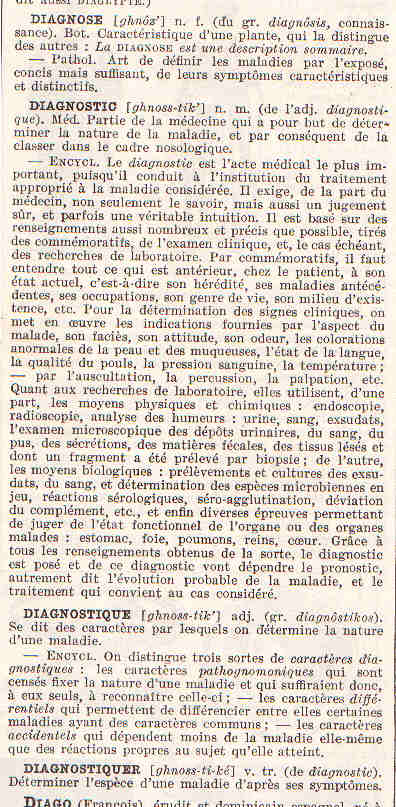 dit aussi DIAGLYPTE.)
DIAGNOSE [ghnôz'] n. f. (du gr. diagnôsis, connais-
sance). Bot. Caractéristique d'une plante, qui la distingue
des autres : La DIAGNOSE est une description sommaire.
— Pathol. Art de définir les maladies par l'exposé,
concis mais suffisant, de leurs symptômes caractéristiques
et distinctifs.
DIAGNOSTIC [ghnoss-tik'] n. m. (de l'adj. diagnosti-
que). Méd. Partie de la médecine qui a pour but de déter-
miner la nature de la maladie, et par conséquent de la
classer dans le cadre nosologique.
— ENCYCL. Le diagnostic est l'acte médical le plus im-
portant, puisqu'il conduit à l'institution du traitement
approprié à la maladie considérée. Il exige, de la part du
médecin, non seulement le savoir, mais aussi un jugement
sûr, et parfois une véritable intuition. Il est basé sur des
renseignements aussi nombreux et précis que possible, tirés
des commémoratifs, de l'examen clinique, et, le cas échéant,
des recherches de laboratoire. Par commémoratifs, il faut
entendre tout ce qui est antérieur, chez le patient, à son
état actuel, c'est-à-dire son hérédité, ses maladies antécé-
dentes, ses occupations, son genre de vie, son milieu d'exis-
tence, etc. Pour la détermination des signes cliniques, on
met en œuvre les indications fournies par l'aspect du
malade, son faciès, son attitude, son odeur, les colorations
anormales de la peau et des muqueuses, l'état de la langue,
la qualité du pouls, la pression sanguine, la température ;
— par l'auscultation, la percussion, la palpation, etc.
Quant aux recherches de laboratoire, elles utilisent, d'une
part, les moyens physiques et chimiques : endoscopie,
radioscopie, analyse des humeurs : urine, sang, exsudats,
l'examen microscopique des dépôts urinaires, du sang, du
pus, des sécrétions, des matières fécales, des tissus lésés et
dont un fragment a été prélevé par biopsie ; de l'autre,
les moyens biologiques : prélèvements et cultures des exsu-
dats, du sang, et détermination des espèces microbiennes en
jeu, réactions sérologiques, séro-agglutination, déviation
du complément, etc., et enfin diverses épreuves permettant
de juger de l'état fonctionnel de l'organe ou des organes
malades : estomac, foie, poumons, reins, cœur. Grâce à
tous les renseignements obtenus de la sorte, le diagnostic
est posé et de ce diagnostic vont dépendre le pronostic,
autrement dit l'évolution probable de la maladie, et le
traitement qui convient au cas considéré.
DIAGNOSTIQUE [ghnoss-tik'] adj. (gr. diagnôstikos).
Se dit des caractères par lesquels on détermine la nature
d'une maladie.
— ENCYCL. On distingue trois sortes de caractères dia-
gnostiques : les caractères pathognomoniques qui sont
censés fixer la nature d'une maladie et qui suffiraient donc,
à eux seuls, à reconnaître celle-ci ; — les caractères diffé-
rentiels qui permettent de différencier entre elles certaines
maladies ayant des caractères communs ; — les caractères
accidentels qui dépendent moins de la maladie elle-même
que des réactions propres au sujet qu'elle atteint.
DIAGNOSTIQUER [ghnoss-ti-ké] v. tr. (de diagnostic).
Déterminer l'espèce d'une maladie d'après ses symptômes.
DIAGO (François), érudit et dominicain espagnol, né à